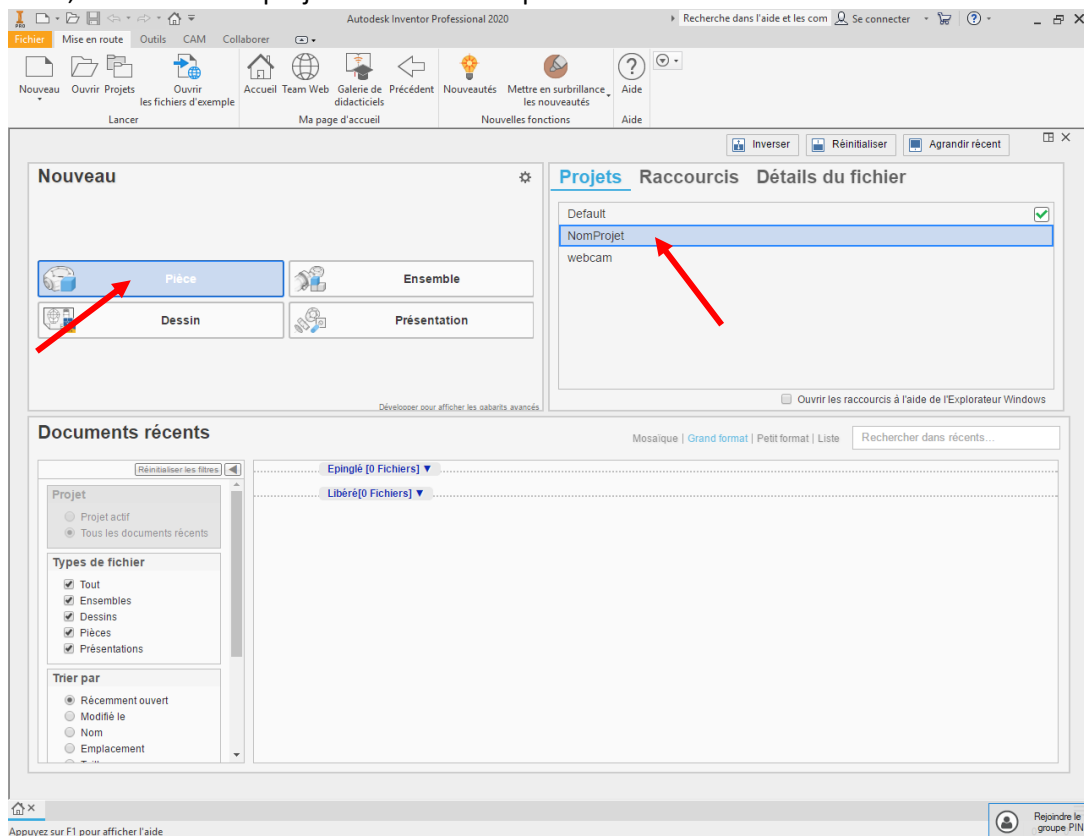 Autodesk Inventor Professional 2020
Recherche dans l'aide et les com
Se connecter
PRO
Fichier Mise en route Outils CAM Collaborer
Nouveau Ouvrir Projets Ouvrir les fichiers d'exemple
Accueil Team Web Galerie de didacticiels Précédent
Nouveautés Mettre en surbrillance les nouveautés
Aide
Lancer Ma page d'accueil Nouvelles fonctions Aide
Inverser Réinitialiser Agrandir récent
Nouveau
Pièce Ensemble
Dessin Présentation
Développer pour afficher les gabarits avancés
Projets Raccourcis Détails du fichier
Default
NomProjet
webcam
Ouvrir les raccourcis à l'aide de l'Explorateur Windows
Documents récents
Mosaïque | Grand format | Petit format | Liste
Rechercher dans récents...
Réinitialiser les filtres
Projet
Projet actif
Tous les documents récents
Types de fichier
Tout
Ensembles
Dessins
Pièces
Présentations
Trier par
Récemment ouvert
Modifié le
Nom
Emplacement
Epinglé [0 Fichiers] ▼
Libéré[0 Fichiers] ▼
Appuyez sur F1 pour afficher l'aide
Rejoindre le
groupe PIN